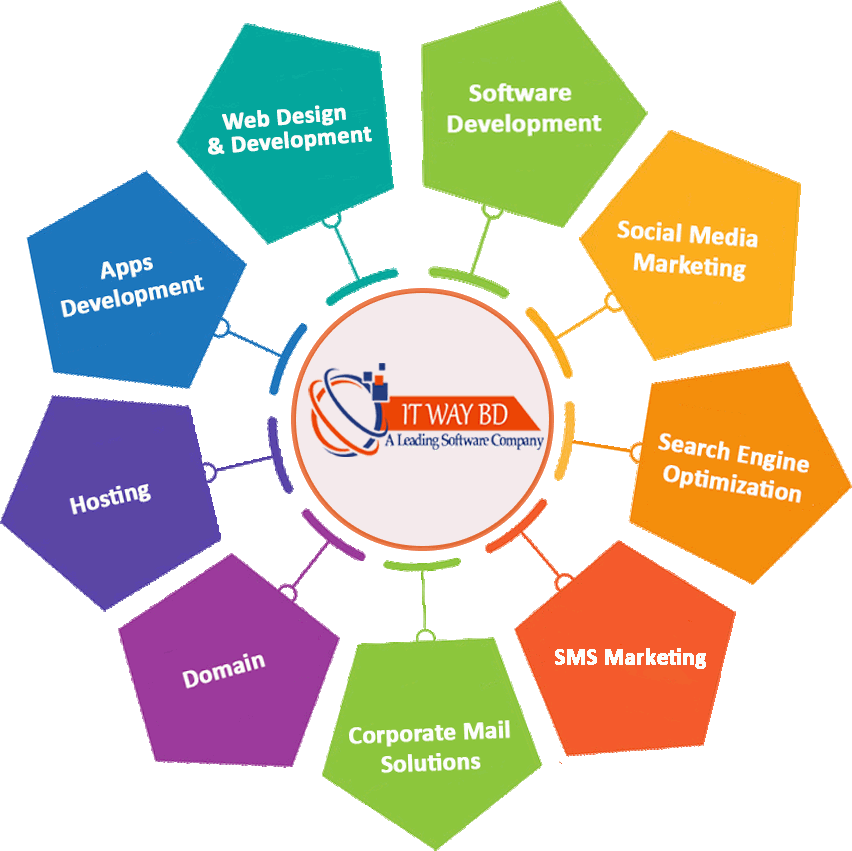 Web Design
& Development
Software
Development
Social Media
Marketing
Search Engine
Optimization
SMS Marketing
Corporate Mail
Solutions
Domain
Hosting
Apps
Development
IT WAY BD
A Leading Software Company